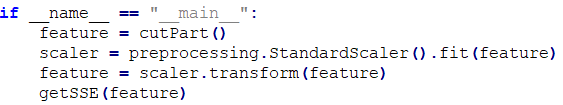 if __name__ == "__main__":
    feature = cutPart()
    scaler = preprocessing.StandardScaler().fit(feature)
    feature = scaler.transform(feature)
    getSSE(feature)